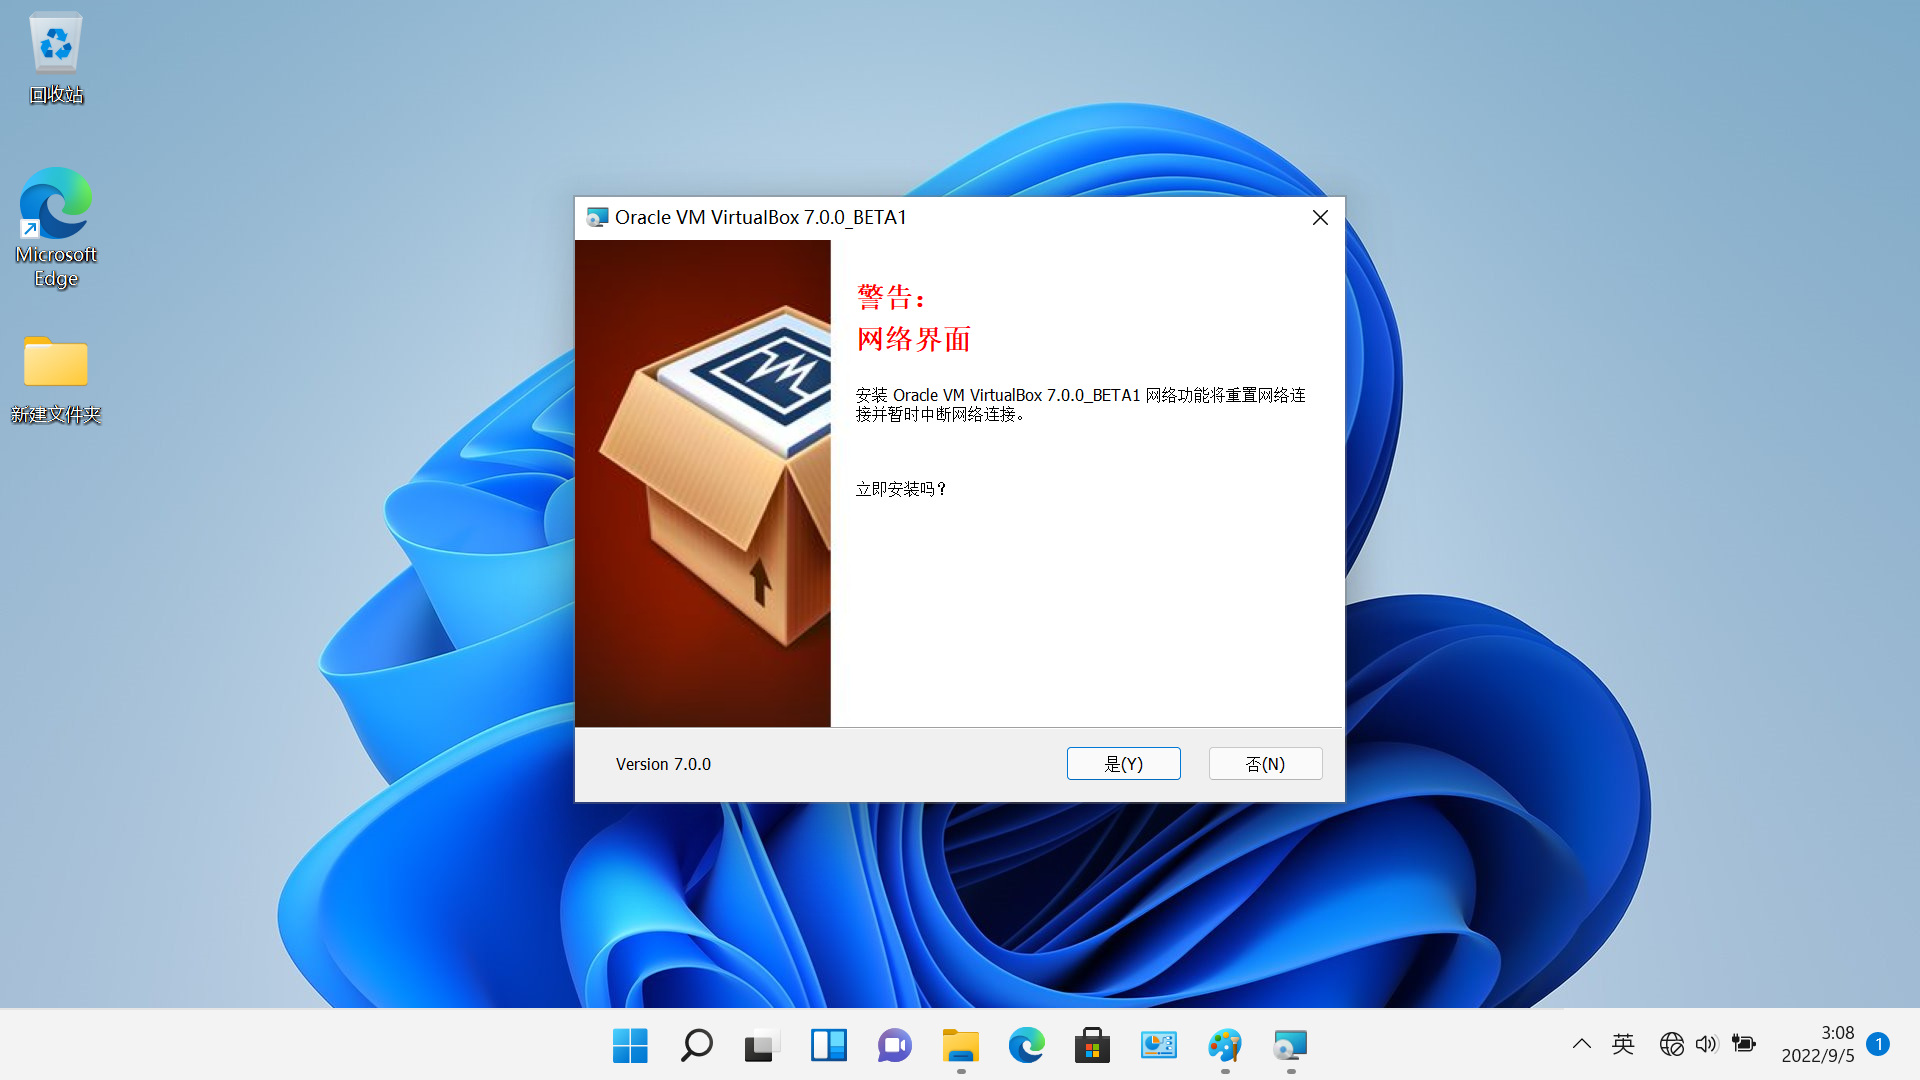 回收站
Microsoft
Edge
新建文件夹
Oracle VM VirtualBox 7.0.0_BETA1
警告：
网络界面
安装 Oracle VM VirtualBox 7.0.0_BETA1 网络功能将重置网络连
接并暂时中断网络连接。
立即安装吗？
Version 7.0.0
是(Y)
否(N)
英
3:08
2022/9/5
1